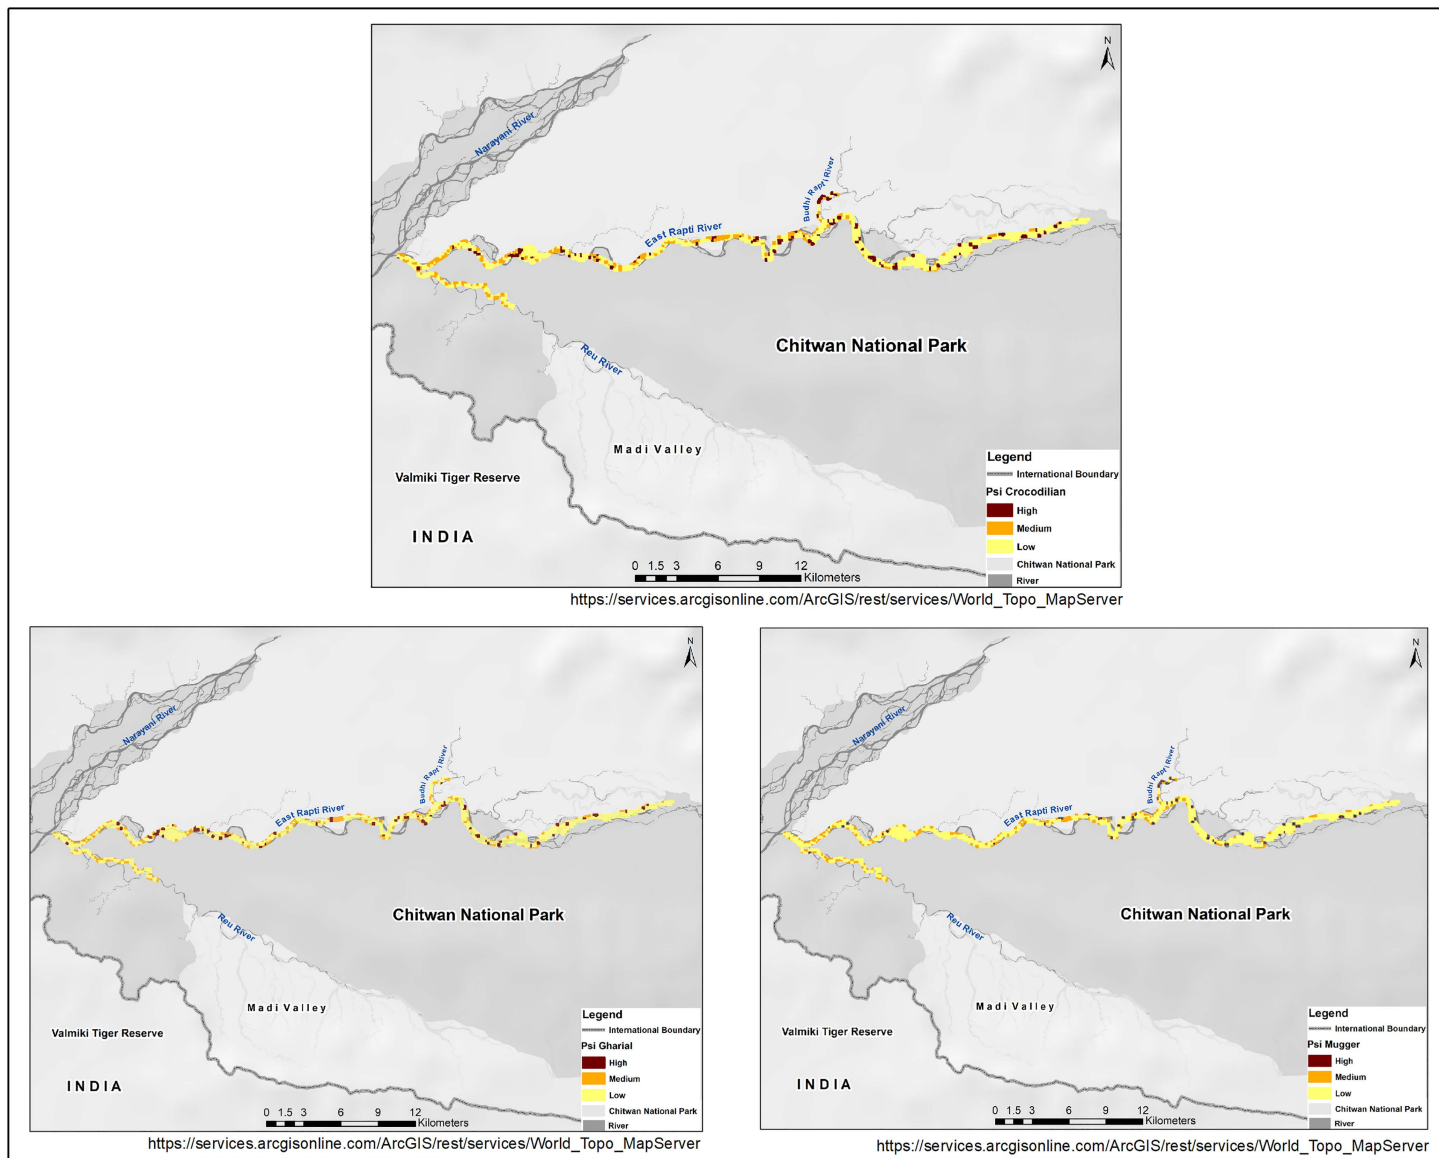 N
Narayani River
Budhi Rapti River
East Rapti River
Chitwan National Park
Reu River
Madi Valley
Valmiki Tiger Reserve
INDIA
Legend
International Boundary
Psi Crocodilian
High
Medium
Low
Chitwan National Park
River
0 1.5 3 6 9 12
Kilometers
https://services.arcgisonline.com/ArcGIS/rest/services/World_Topo_MapServer
N
Narayani River
Budhi Rapti River
East Rapti River
Chitwan National Park
Reu River
Madi Valley
Valmiki Tiger Reserve
INDIA
Legend
International Boundary
Psi Gharial
High
Medium
Low
Chitwan National Park
River
0 1.5 3 6 9 12
Kilometers
https://services.arcgisonline.com/ArcGIS/rest/services/World_Topo_MapServer
N
Narayani River
Budhi Rapti River
East Rapti River
Chitwan National Park
Reu River
Madi Valley
Valmiki Tiger Reserve
INDIA
Legend
International Boundary
Psi Mugger
High
Medium
Low
Chitwan National Park
River
0 1.5 3 6 9 12
Kilometers
https://services.arcgisonline.com/ArcGIS/rest/services/World_Topo_MapServer